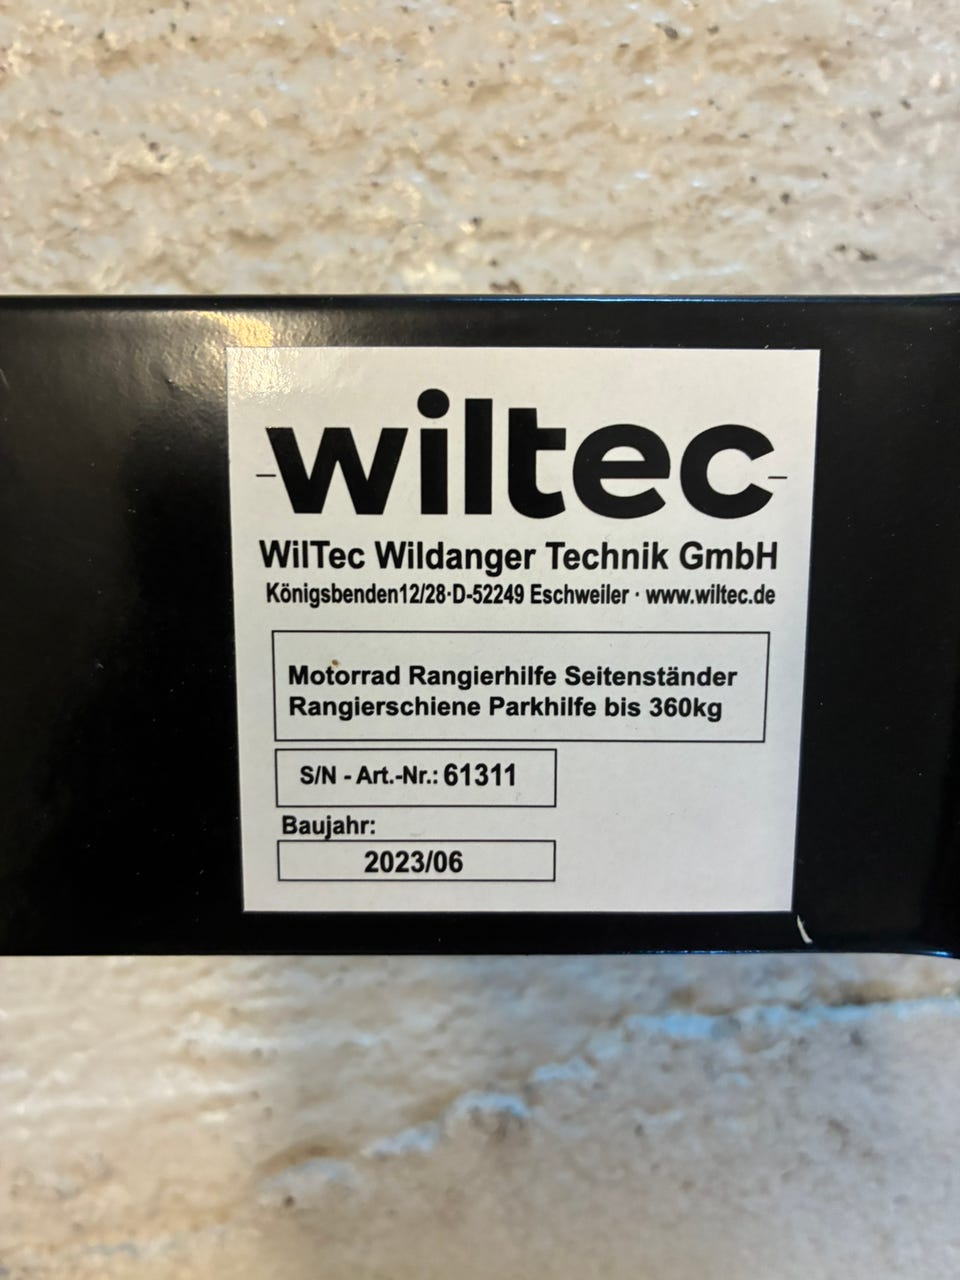 wiltec
WilTec Wildanger Technik GmbH
Königsbenden12/28·D-52249 Eschweiler · www.wiltec.de
Motorrad Rangierhilfe Seitenständer
Rangierschiene Parkhilfe bis 360kg
S/N - Art.-Nr.: 61311
Baujahr:
2023/06